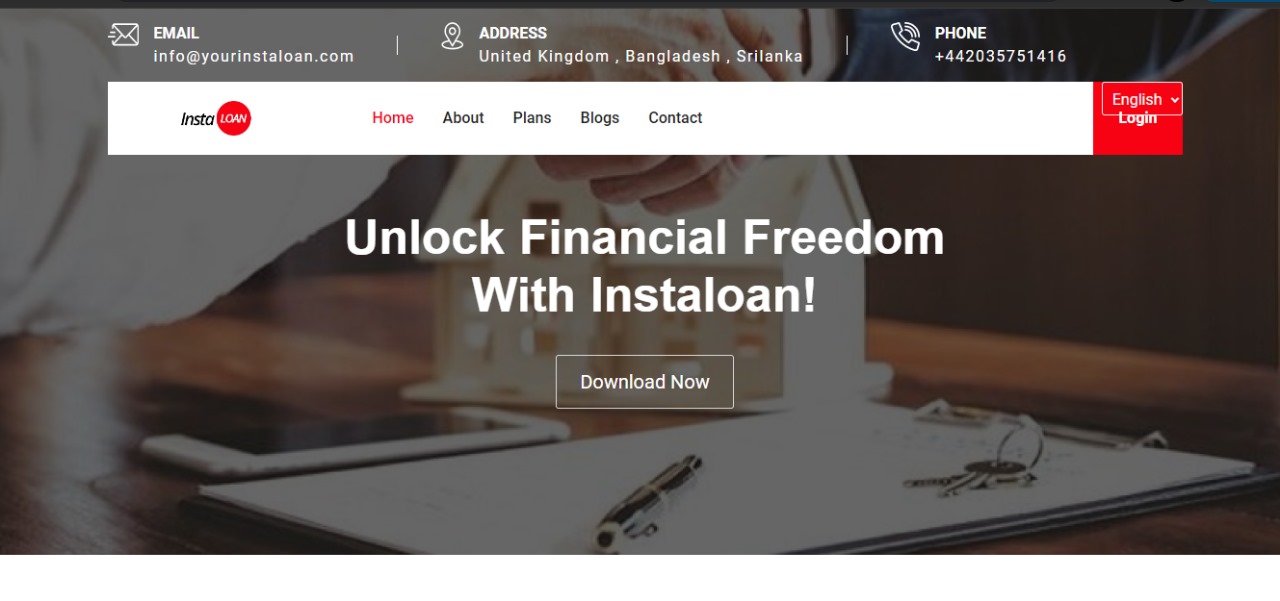 EMAIL
info@yourinstaloan.com
ADDRESS
United Kingdom , Bangladesh , Srilanka
PHONE
+442035751416
Insta LOAN
Home
About
Plans
Blogs
Contact
English
Login
Unlock Financial Freedom
With Instaloan!
Download Now